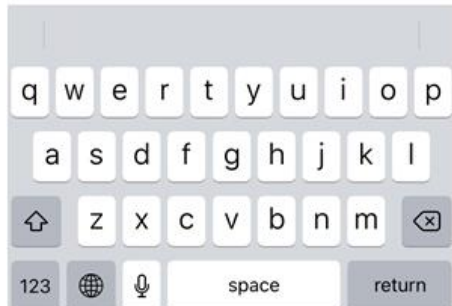 q w e r t y u i o p
a s d f g h j k l
z x c v b n m
123 space return